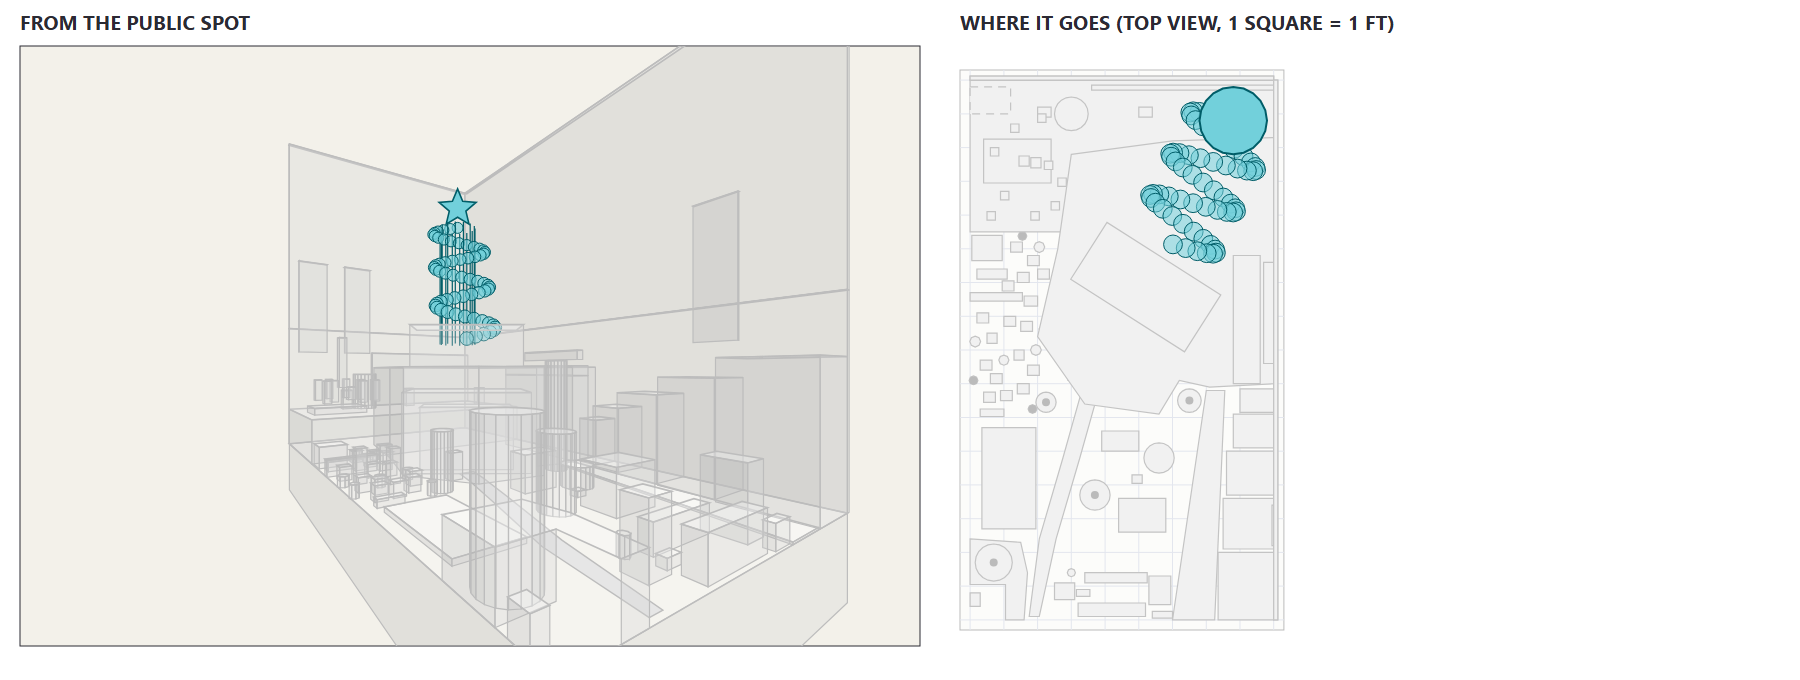 FROM THE PUBLIC SPOT
WHERE IT GOES (TOP VIEW, 1 SQUARE = 1 FT)